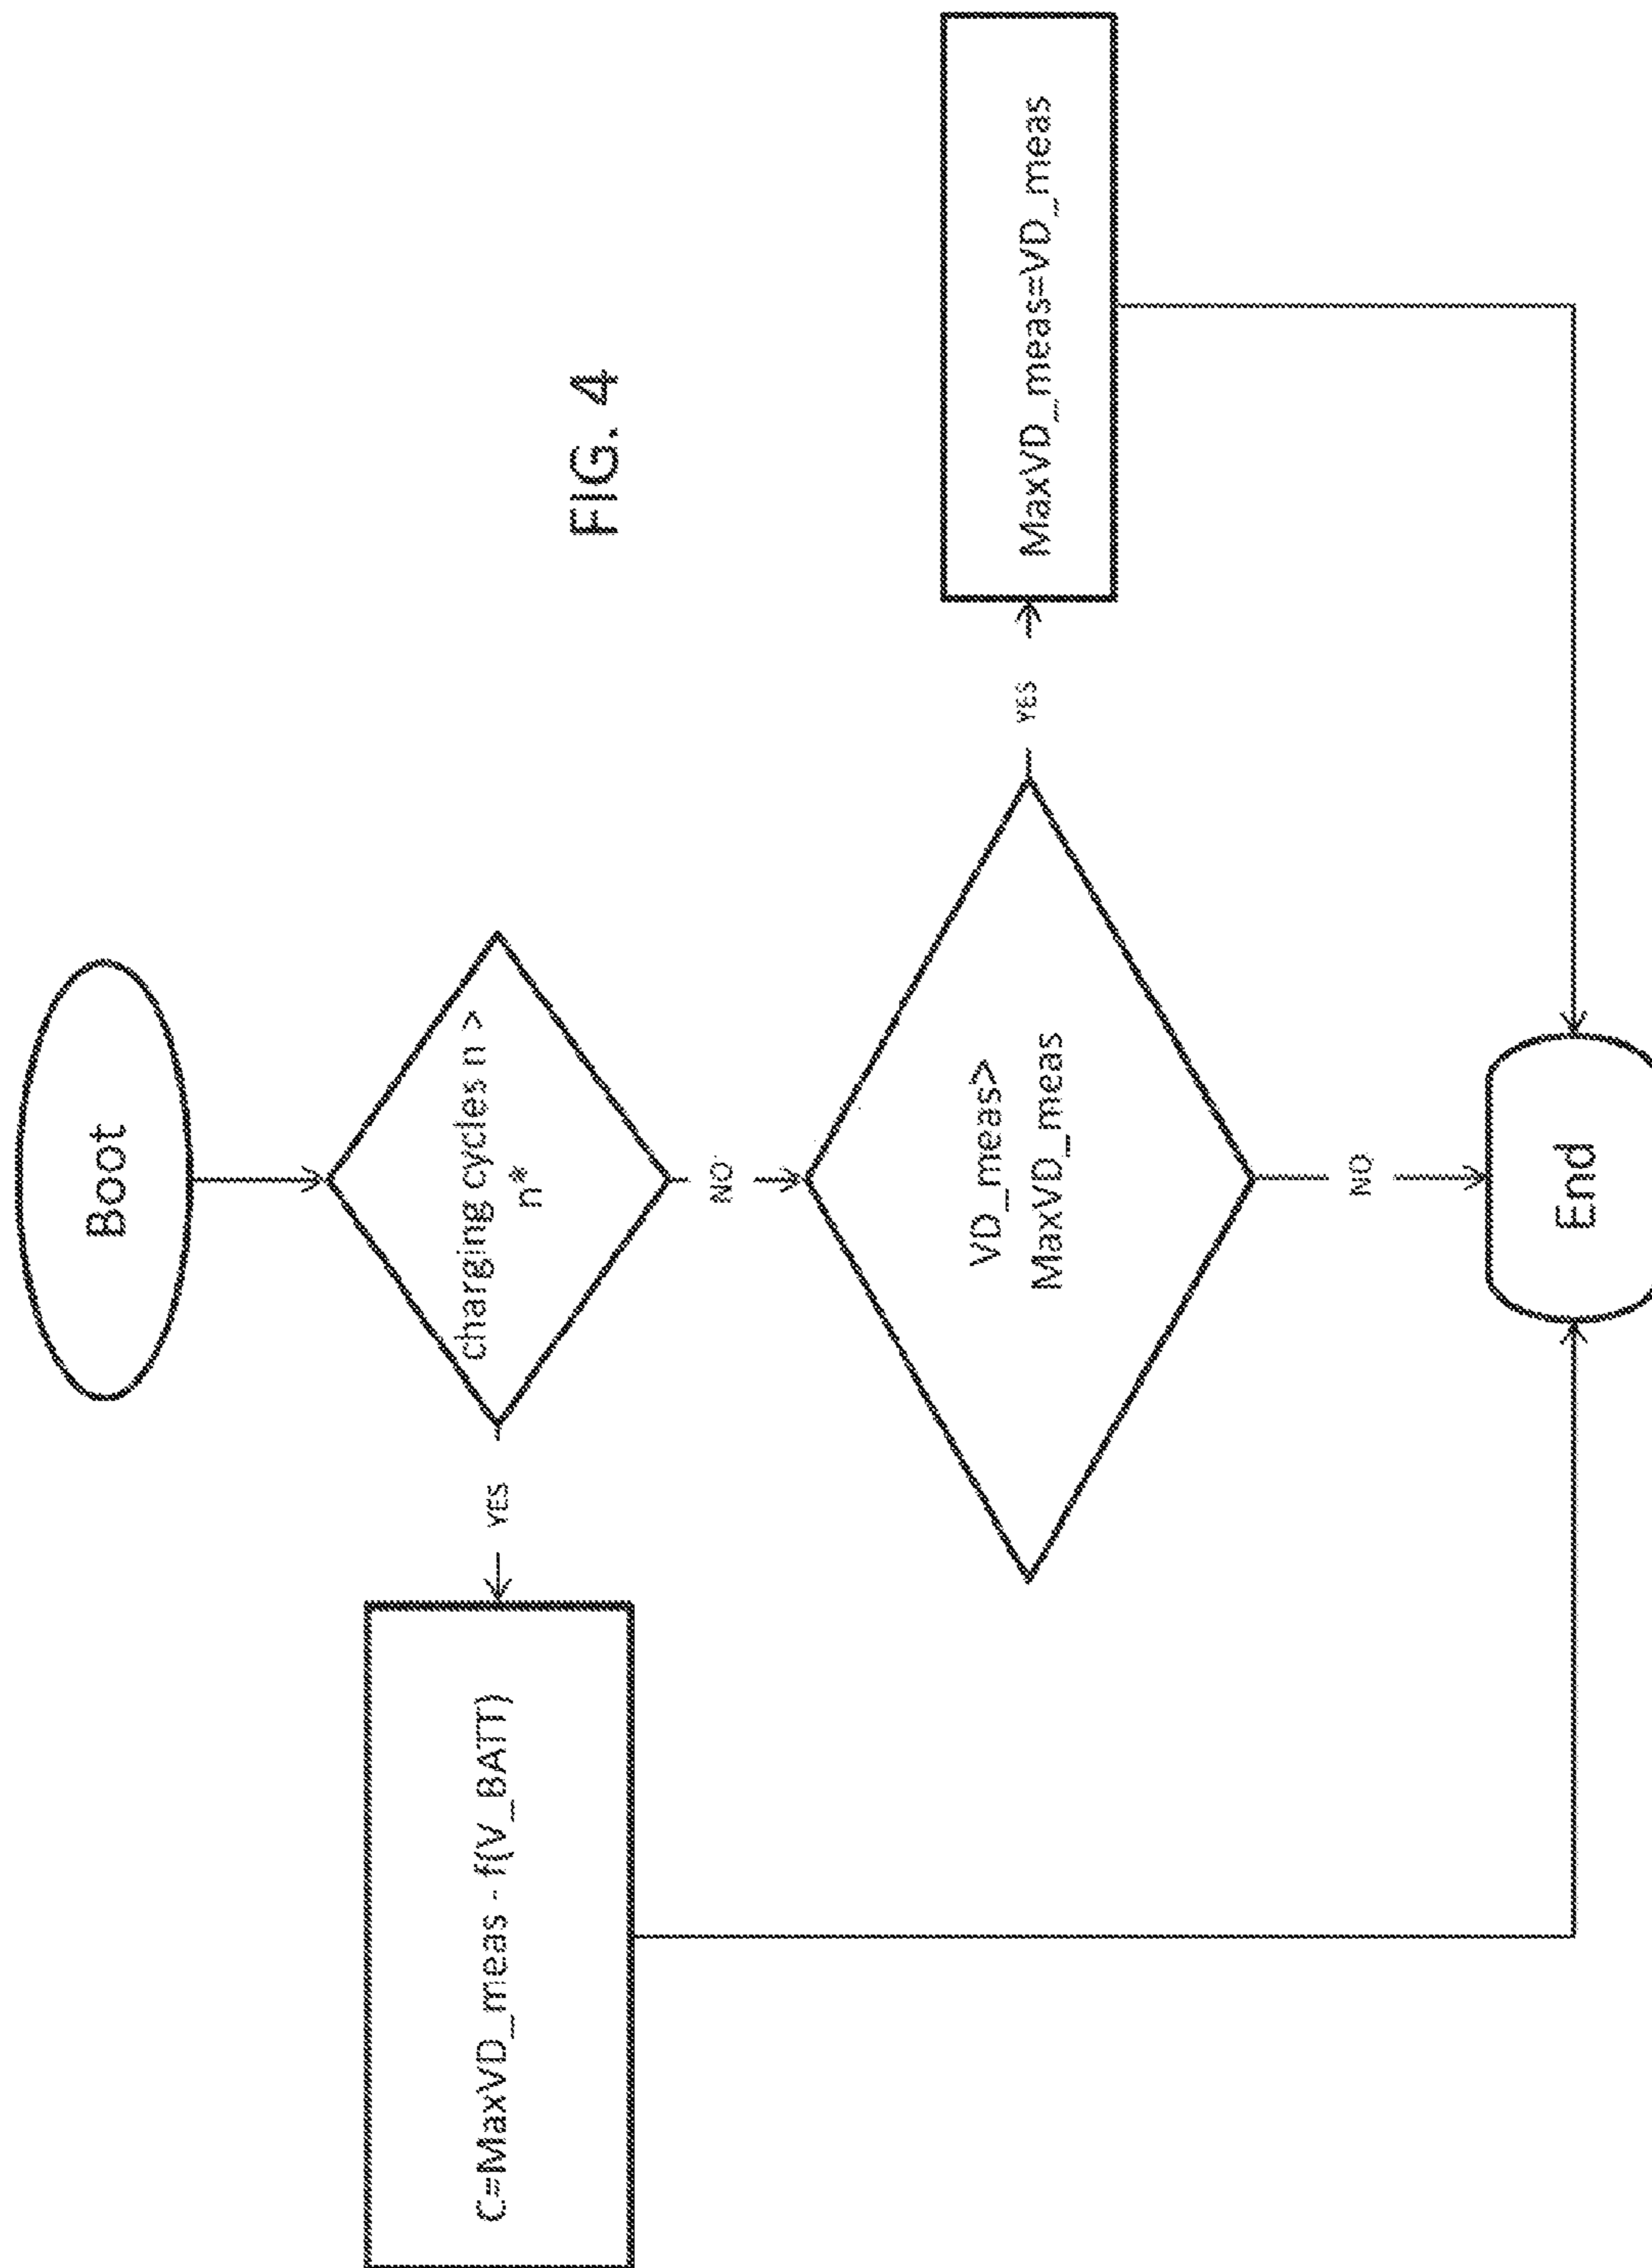 Boot
charging cycles n >
n*
YES
NO
C=MaxVD_meas - f(V_BATT)
VD_meas>
MaxVD_meas
YES
NO
MaxVD_meas=VD_meas
End
FIG. 4